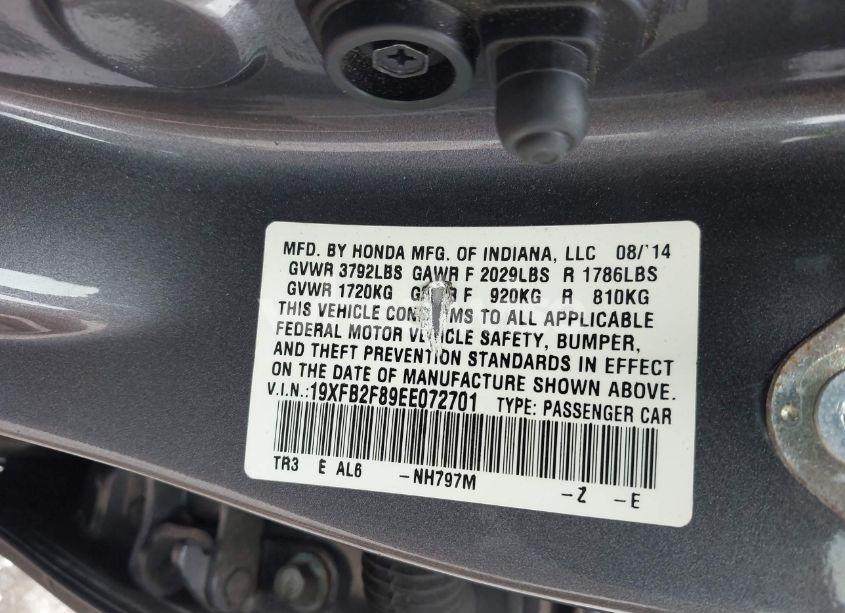 MFD. BY HONDA MFG. OF INDIANA, LLC 08/'14
GVWR 3792LBS GAWR F 2029LBS R 1786LBS
GVWR 1720KG F 920KG R 810KG
THIS VEHICLE TO ALL APPLICABLE
FEDERAL MOTOR VEHICLE SAFETY, BUMPER,
AND THEFT PREVENTION STANDARDS IN EFFECT
ON THE DATE OF MANUFACTURE SHOWN ABOVE.
V.I.N.:19XFB2F89EE072701 TYPE: PASSENGER CAR
TR3 E AL6 -NH797M -Z -E